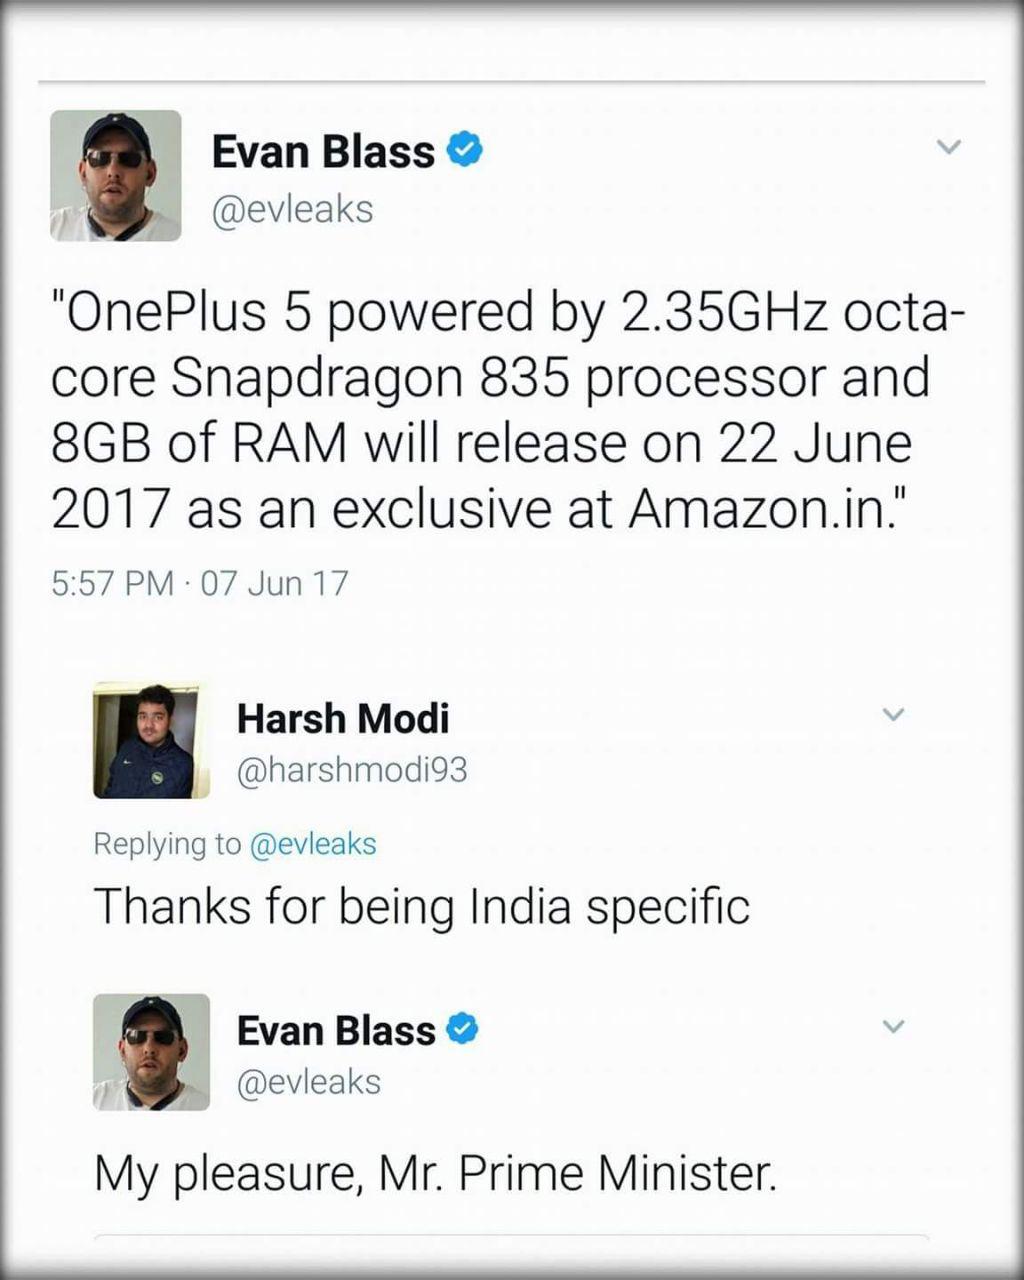 Evan Blass
@evleaks
"OnePlus 5 powered by 2.35GHz octa-
core Snapdragon 835 processor and
8GB of RAM will release on 22 June
2017 as an exclusive at Amazon.in."
5:57 PM · 07 Jun 17
Harsh Modi
@harshmodi93
Replying to @evleaks
Thanks for being India specific
Evan Blass
@evleaks
My pleasure, Mr. Prime Minister.